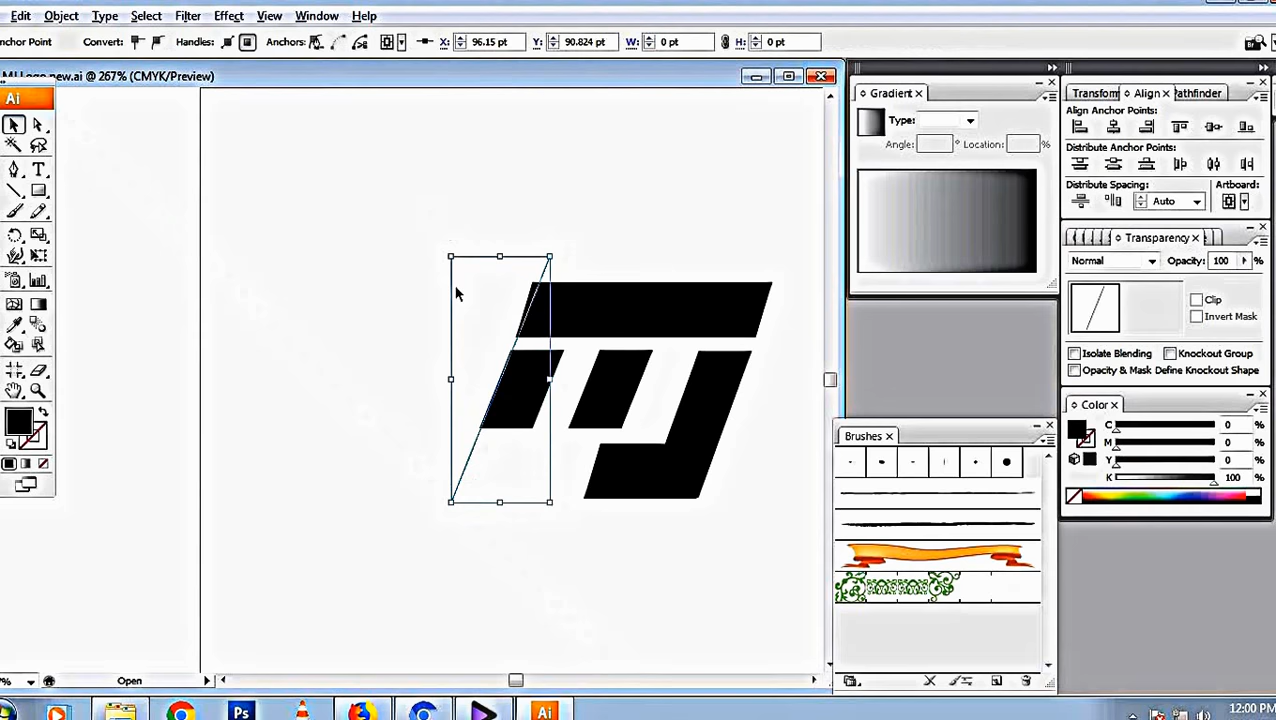 Edit Object Type Select Filter Effect View Window Help
Anchor Point Convert: Handles: Anchors: X: 96.15 pt Y: 90.824 pt W: 0 pt H: 0 pt
MJ Logo new.ai @ 267% (CMYK/Preview)
Ai
Gradient
Type:
Angle: ° Location: %
Transform Align Pathfinder
Align Anchor Points:
Distribute Anchor Points:
Distribute Spacing: Artboard:
Auto
Transparency
Normal Opacity: 100 %
Clip
Invert Mask
Isolate Blending Knockout Group
Opacity & Mask Define Knockout Shape
Color
C 0 %
M 0 %
Y 0 %
K 100 %
Brushes
Open
Ps Ai
12:00 PM